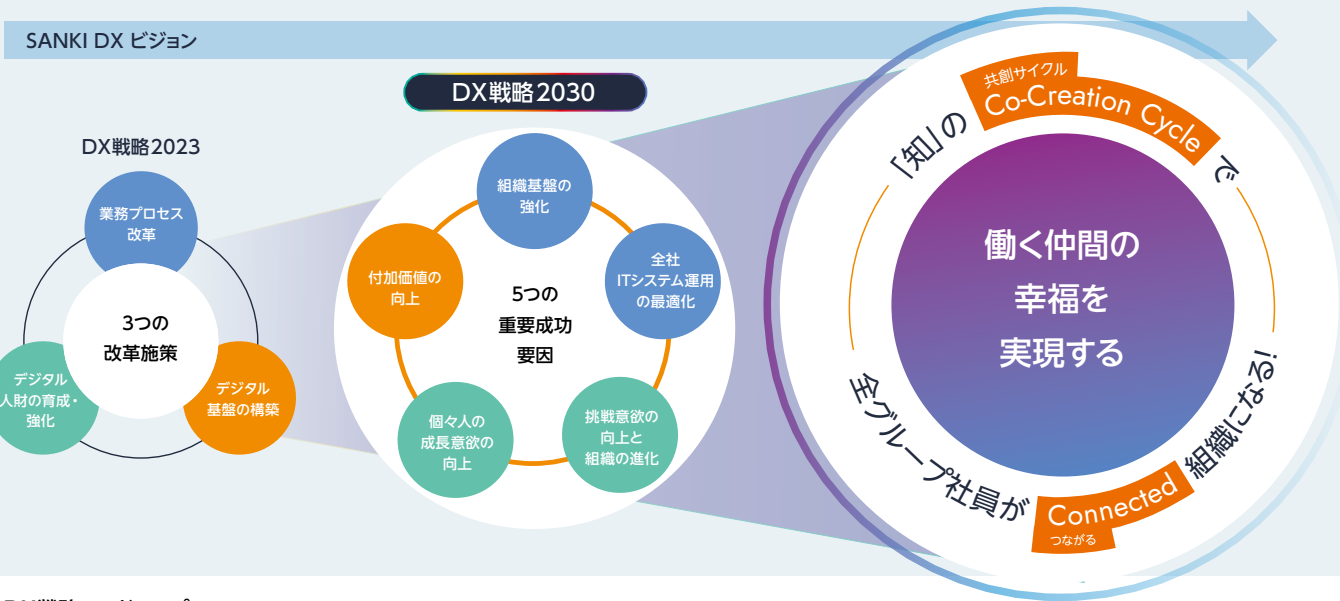 SANKI DX ビジョン
DX戦略2023
業務プロセス
改革
3つの
改革施策
デジタル
人財の育成・
強化
デジタル
基盤の構築
DX戦略2030
組織基盤の
強化
全社
ITシステム運用
の最適化
挑戦意欲の
向上と
組織の進化
個々人の
成長意欲の
向上
付加価値の
向上
5つの
重要成功
要因
共創サイクル
「知」の Co-Creation Cycle で
働く仲間の
幸福を
実現する
全グループ社員が Connected 組織になる!
つながる